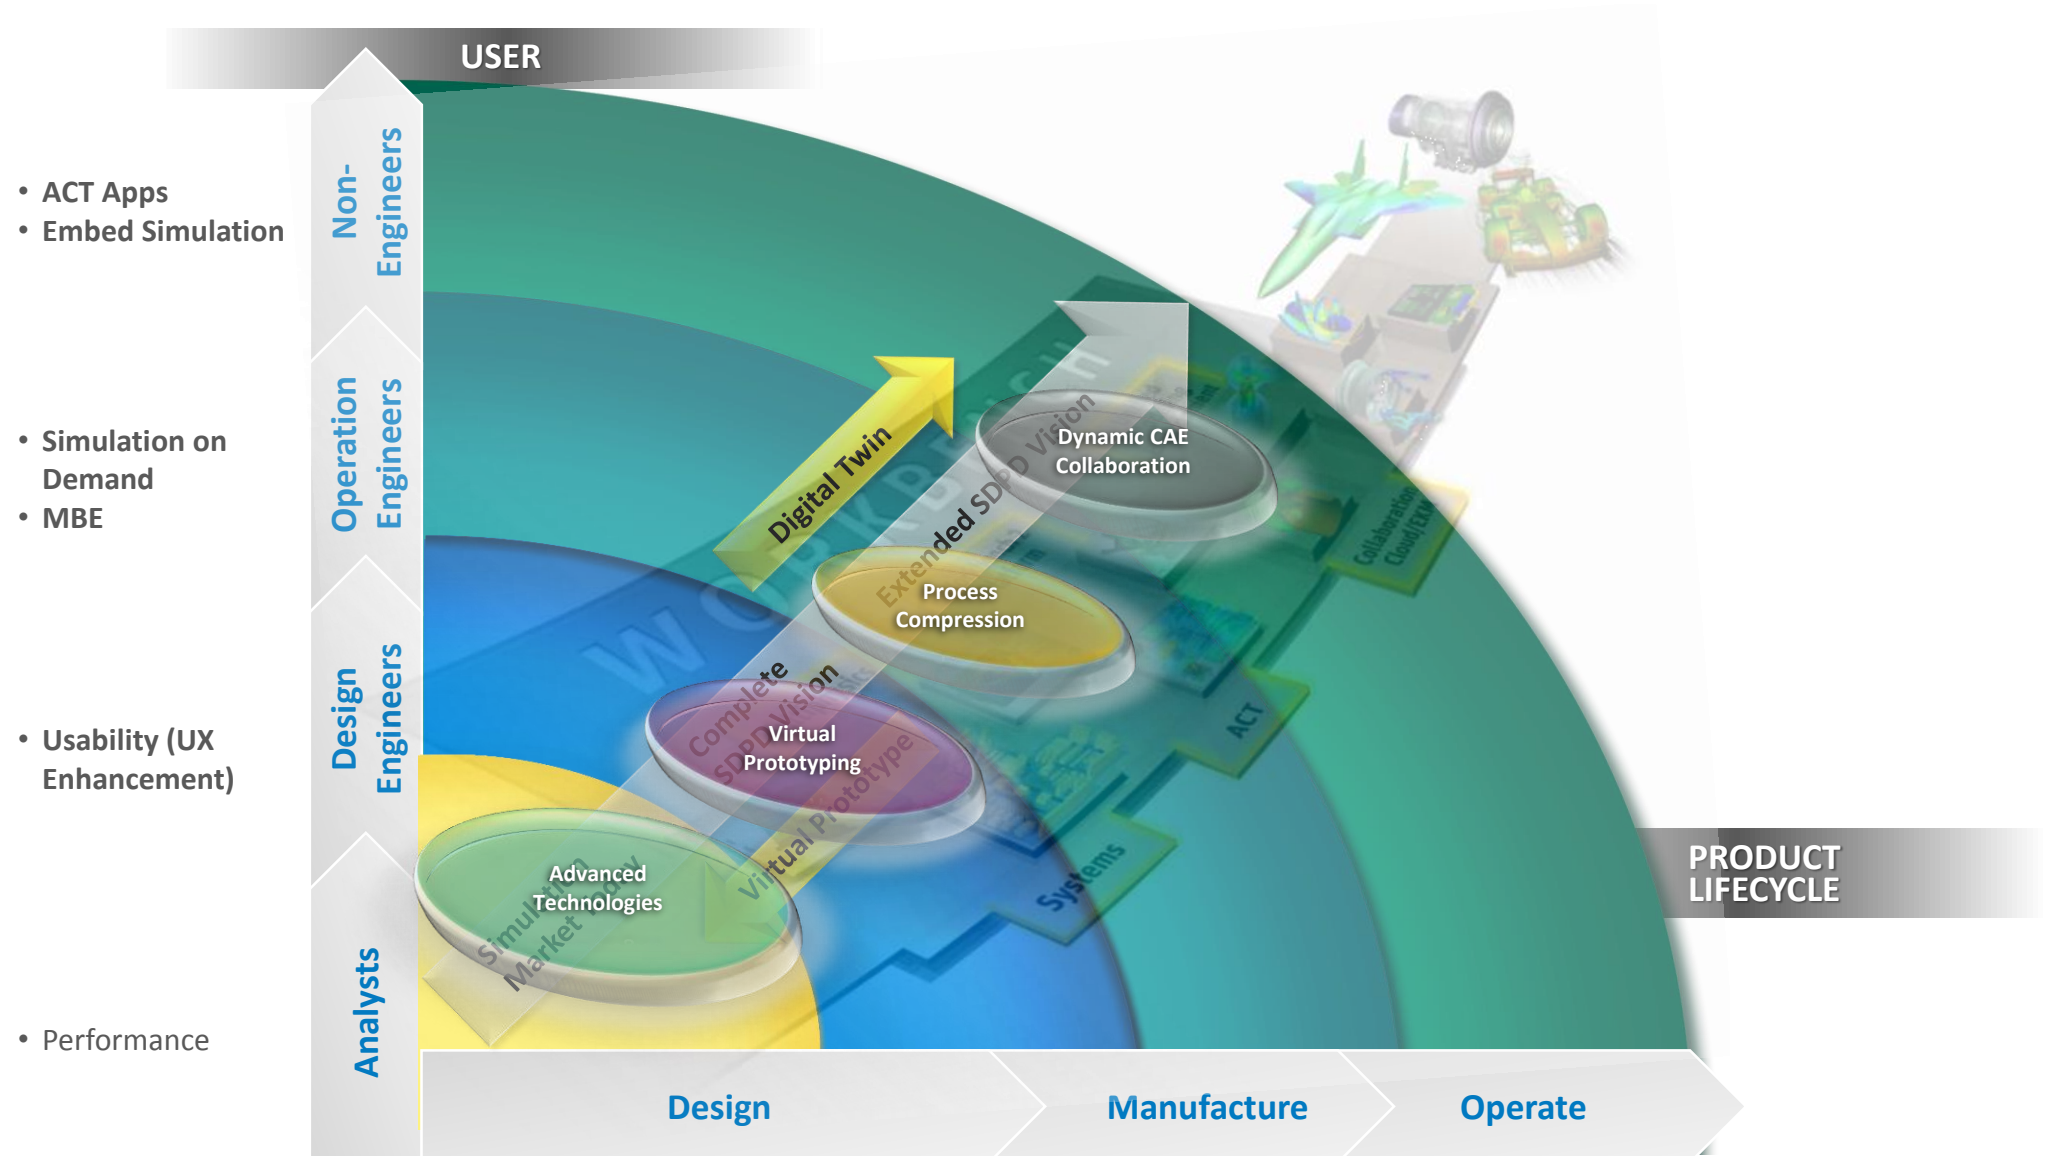 USER
Non-
Engineers
• ACT Apps
• Embed Simulation
Operation
Engineers
• Simulation on
Demand
• MBE
Design
Engineers
• Usability (UX
Enhancement)
Analysts
• Performance
WORKBENCH
Digital Twin
Extended SDPD Vision
Dynamic CAE
Collaboration
Process
Compression
Complete
SDPD Vision
Virtual
Prototyping
Virtual Prototype
Advanced
Technologies
Simulation
Market Today
Collaboration
Cloud/EKM
ACT
Systems
PRODUCT
LIFECYCLE
Design
Manufacture
Operate